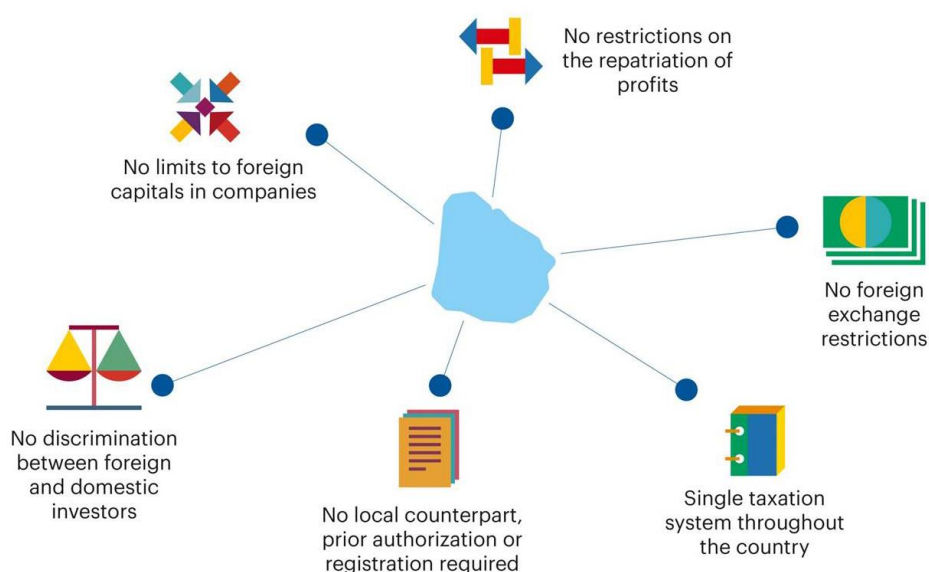 No restrictions on
the repatriation of
profits
No limits to foreign
capitals in companies
No foreign
exchange
restrictions
No discrimination
between foreign
and domestic
investors
No local counterpart,
prior authorization or
registration required
Single taxation
system throughout
the country